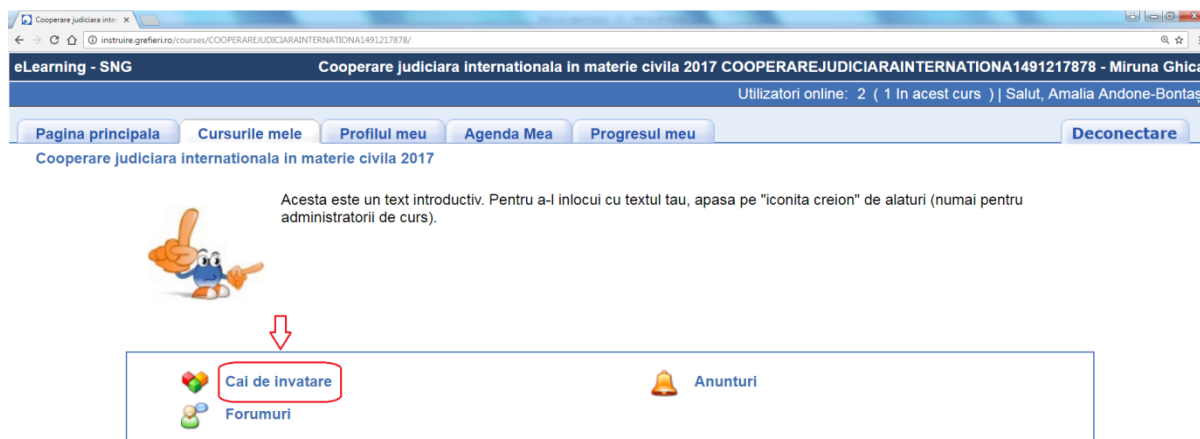 Cooperare judiciara inter
instruire.grefieri.ro/courses/COOPERAREJUDICIARAINTERNATIONA1491217878/
eLearning - SNG Cooperare judiciara internationala in materie civila 2017 COOPERAREJUDICIARAINTERNATIONA1491217878 - Miruna Ghica
Utilizatori online: 2 ( 1 In acest curs ) | Salut, Amalia Andone-Bontaș
Pagina principala Cursurile mele Profilul meu Agenda Mea Progresul meu Deconectare
Cooperare judiciara internationala in materie civila 2017
Acesta este un text introductiv. Pentru a-l inlocui cu textul tau, apasa pe "iconita creion" de alaturi (numai pentru
administratorii de curs).
Cai de invatare Anunturi
Forumuri